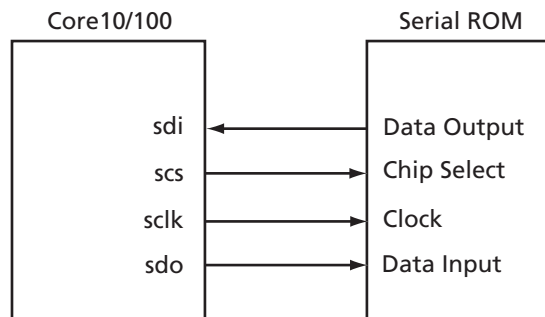 Core10/100 Serial ROM
sdi Data Output
scs Chip Select
sclk Clock
sdo Data Input